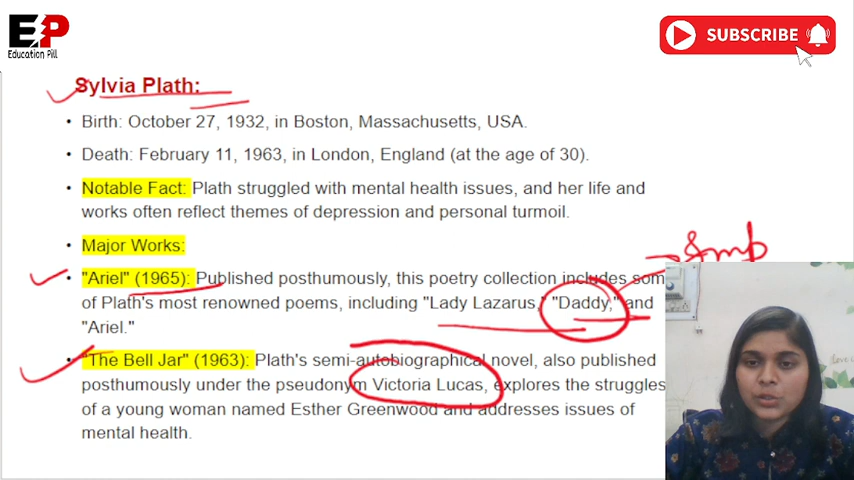 EP
Education Pill
SUBSCRIBE
Sylvia Plath:
• Birth: October 27, 1932, in Boston, Massachusetts, USA.
• Death: February 11, 1963, in London, England (at the age of 30).
• Notable Fact: Plath struggled with mental health issues, and her life and
works often reflect themes of depression and personal turmoil.
• Major Works:
Imp
• "Ariel" (1965): Published posthumously, this poetry collection includes som
of Plath's most renowned poems, including "Lady Lazarus," "Daddy," and
"Ariel."
• "The Bell Jar" (1963): Plath's semi-autobiographical novel, also published
posthumously under the pseudonym Victoria Lucas, explores the struggles
of a young woman named Esther Greenwood and addresses issues of
mental health.